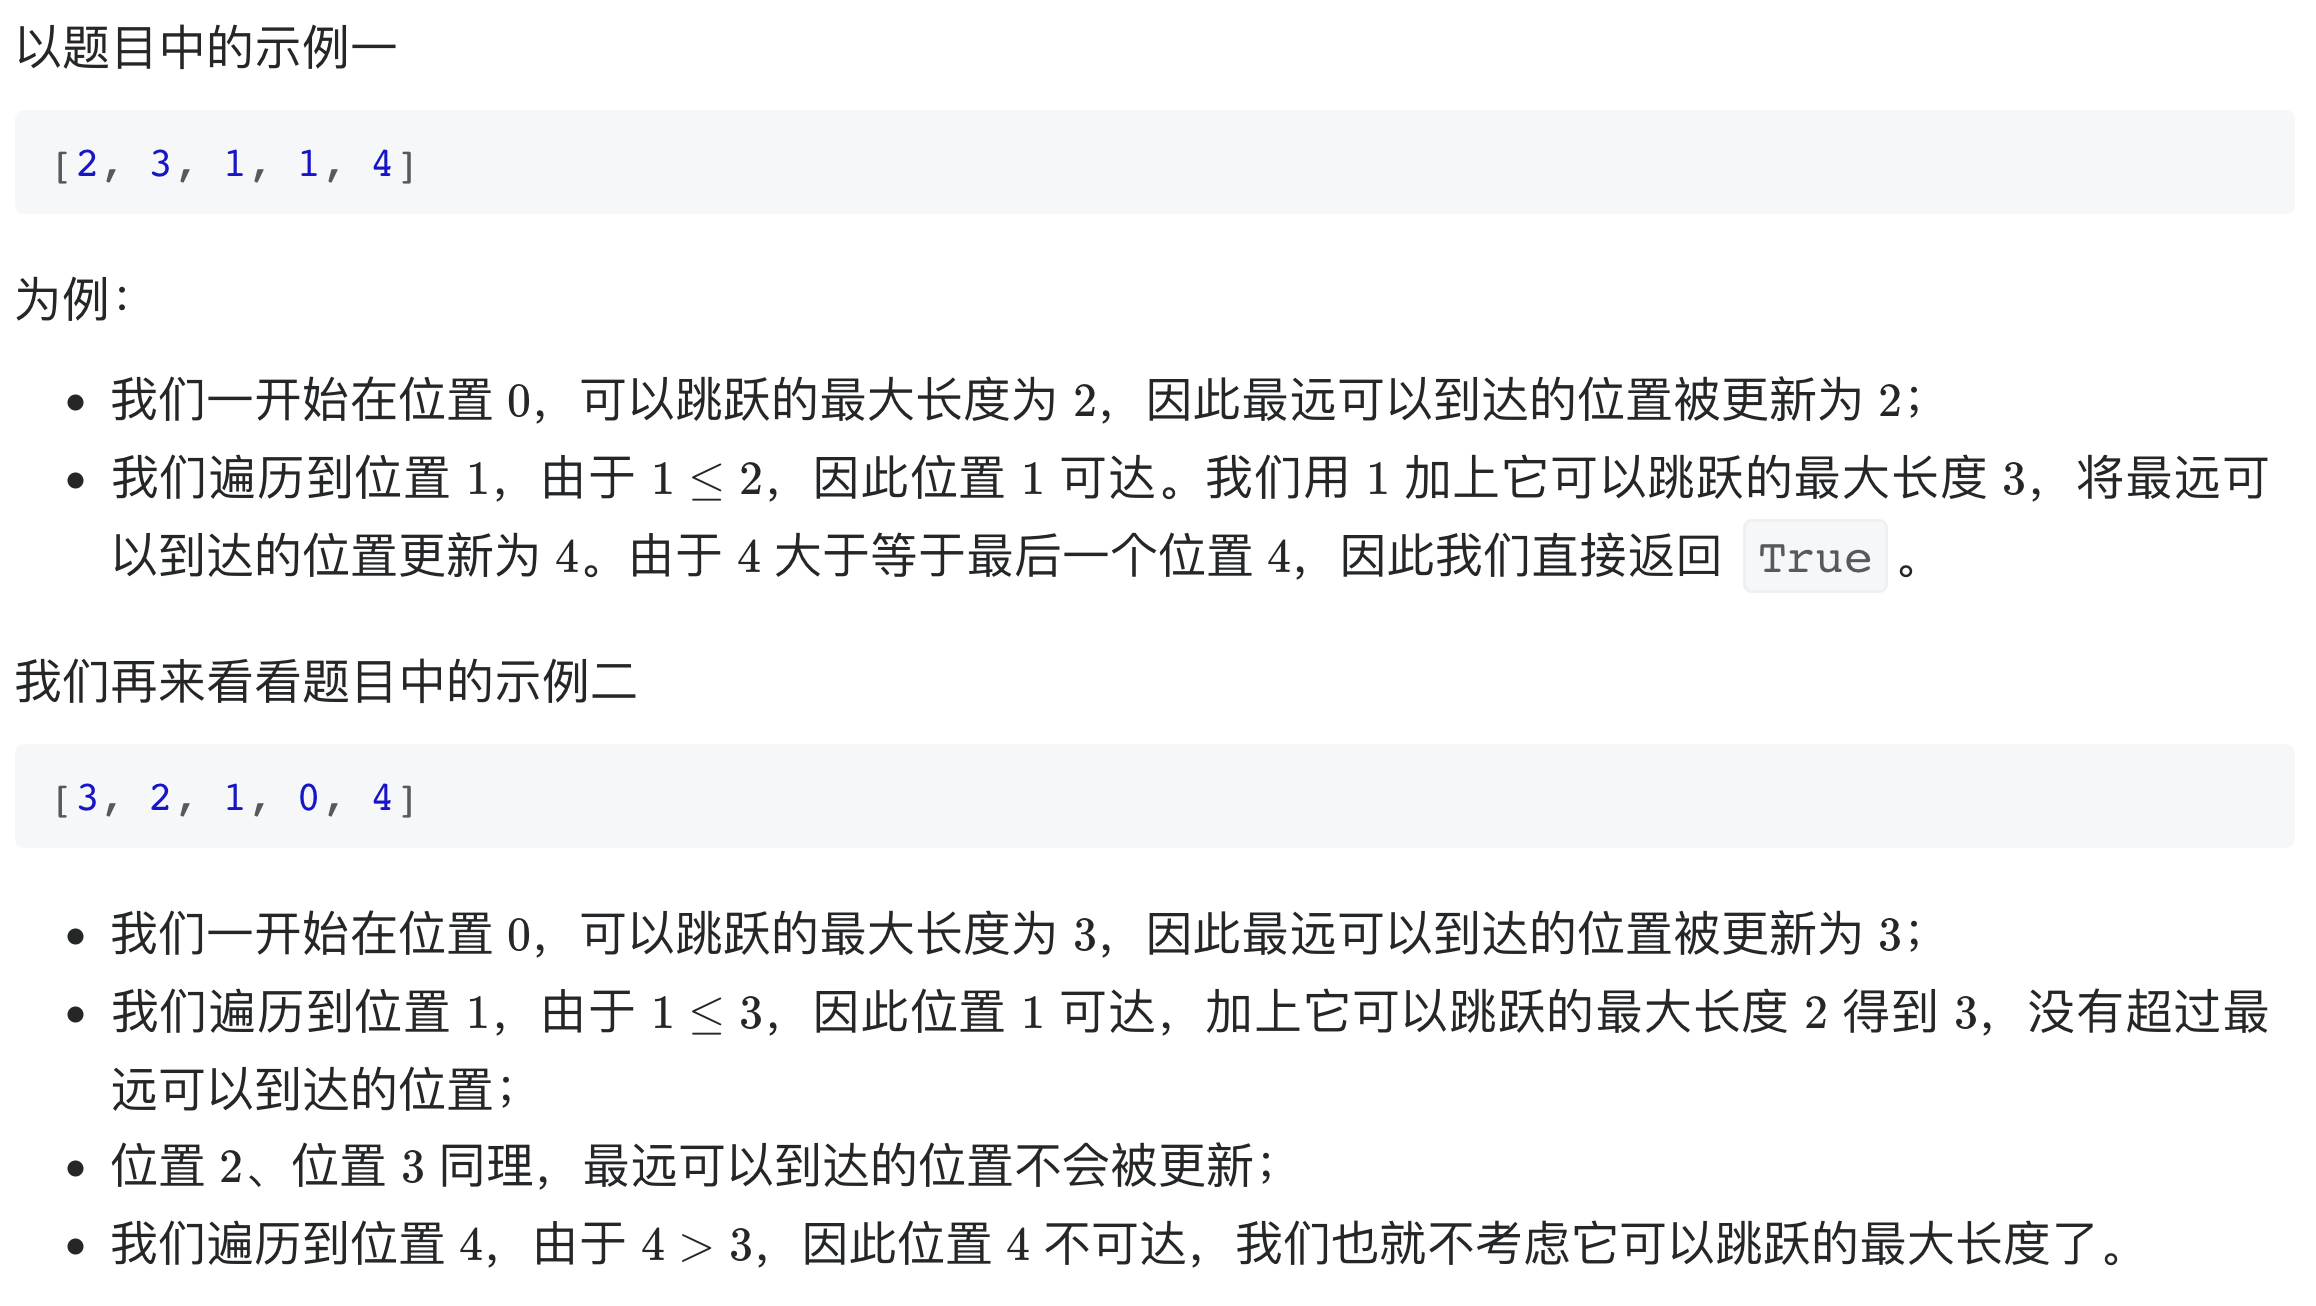 以题目中的示例一
[2, 3, 1, 1, 4]
为例：
• 我们一开始在位置 0，可以跳跃的最大长度为 2，因此最远可以到达的位置被更新为 2；
• 我们遍历到位置 1，由于 1 ≤ 2，因此位置 1 可达。我们用 1 加上它可以跳跃的最大长度 3，将最远可
以到达的位置更新为 4。由于 4 大于等于最后一个位置 4，因此我们直接返回 True 。
我们再来看看题目中的示例二
[3, 2, 1, 0, 4]
• 我们一开始在位置 0，可以跳跃的最大长度为 3，因此最远可以到达的位置被更新为 3；
• 我们遍历到位置 1，由于 1 ≤ 3，因此位置 1 可达，加上它可以跳跃的最大长度 2 得到 3，没有超过最
远可以到达的位置；
• 位置 2、位置 3 同理，最远可以到达的位置不会被更新；
• 我们遍历到位置 4，由于 4 > 3，因此位置 4 不可达，我们也就不考虑它可以跳跃的最大长度了。